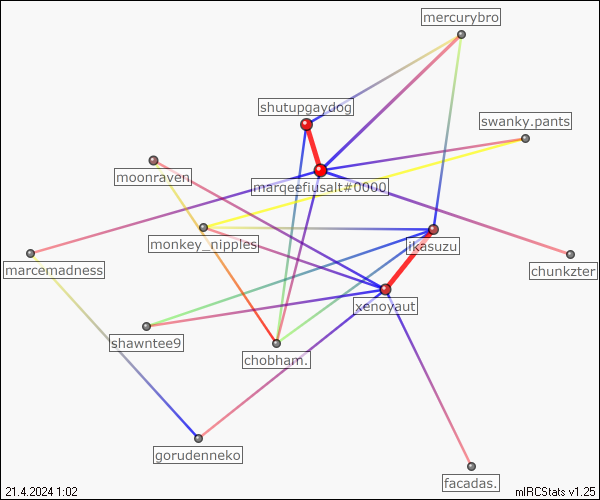 mercurybro
shutupgaydog
swanky.pants
moonraven
marqeefiusalt#0000
monkey_nipples
ikasuzu
marcemadness
chunkzter
xenoyaut
shawntee9
chobham.
gorudenneko
facadas.
21.4.2024 1:02
mIRCStats v1.25